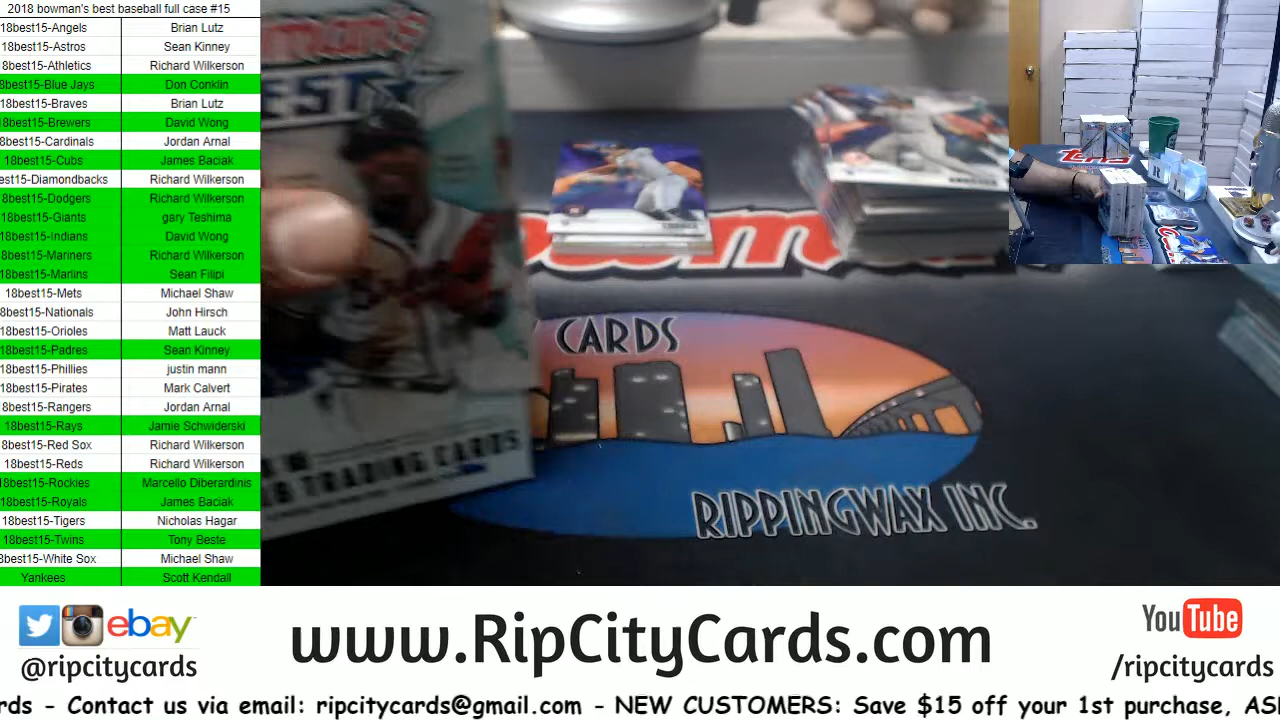 2018 bowman's best baseball full case #15
18best15-Angels Brian Lutz
18best15-Astros Sean Kinney
8best15-Athletics Richard Wilkerson
8best15-Blue Jays Don Conklin
18best15-Braves Brian Lutz
8best15-Brewers David Wong
8best15-Cardinals Jordan Arnal
18best15-Cubs James Baciak
est15-Diamondbacks Richard Wilkerson
8best15-Dodgers Richard Wilkerson
18best15-Giants gary Teshima
18best15-Indians David Wong
8best15-Mariners Richard Wilkerson
8best15-Marlins Sean Filipi
18best15-Mets Michael Shaw
8best15-Nationals John Hirsch
18best15-Orioles Matt Lauck
18best15-Padres Sean Kinney
18best15-Phillies justin mann
18best15-Pirates Mark Calvert
8best15-Rangers Jordan Arnal
18best15-Rays Jamie Schwiderski
8best15-Red Sox Richard Wilkerson
18best15-Reds Richard Wilkerson
8best15-Rockies Marcello Diberardinis
8best15-Royals James Baciak
18best15-Tigers Nicholas Hagar
18best15-Twins Tony Beste
8best15-White Sox Michael Shaw
Yankees Scott Kendall
man's
EST
TRADING CARDS
CARDS
RIPPINGWAX INC.
ebay
@ripcitycards
www.RipCityCards.com
YouTube
/ripcitycards
rds - Contact us via email: ripcitycards@gmail.com - NEW CUSTOMERS: Save $15 off your 1st purchase, AS